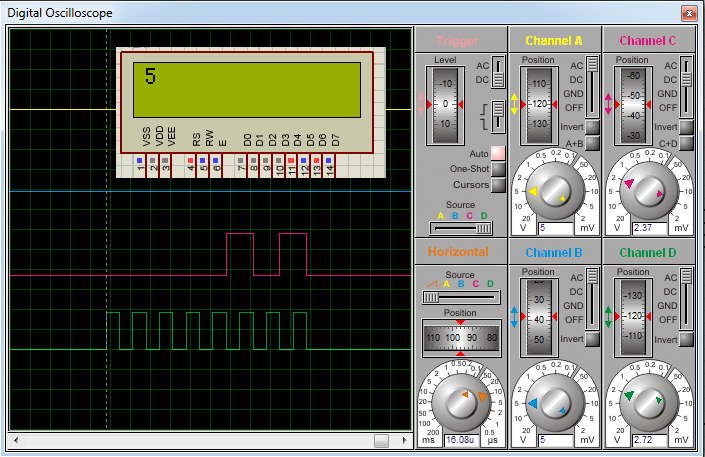 Digital Oscilloscope
5
VSS
VDD
VEE
RS
RW
E
D0
D1
D2
D3
D4
D5
D6
D7
1
2
3
4
5
6
7
8
9
10
11
12
13
14
Trigger
Level
-10
0
10
AC
DC
Auto
One-Shot
Cursors
Source
A B C D
Channel A
Position
110
120
130
AC
DC
GND
OFF
Invert
A+B
0.5 0.2 0.1
1 50
2 20
5 10
10 5
20 2
V 5 mV
Channel C
Position
-60
-50
-40
-30
AC
DC
GND
OFF
Invert
C+D
0.5 0.2 0.1
1 50
2 20
5 10
10 5
20 2
V 2.37 mV
Horizontal
Source
A B C D
Position
110 100 90 80
1 0.5 0.2 0.1
2 50
5 20
10 10
20 5
50 2
100 1
200 0.5
ms 16.08u µs
Channel B
Position
30
40
50
AC
DC
GND
OFF
Invert
0.5 0.2 0.1
1 50
2 20
5 10
10 5
20 2
V 5 mV
Channel D
Position
-130
-120
-110
AC
DC
GND
OFF
Invert
0.5 0.2 0.1
1 50
2 20
5 10
10 5
20 2
V 2.72 mV